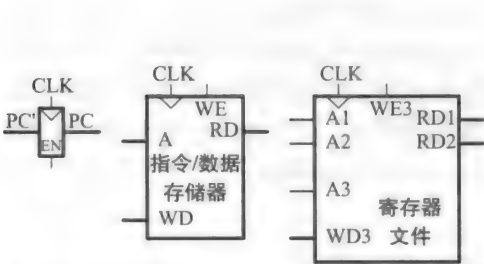 CLK
PC' PC
EN
CLK
WE
A RD
指令/数据
存储器
WD
CLK
WE3
A1 RD1
A2 RD2
A3
寄存器
WD3 文件